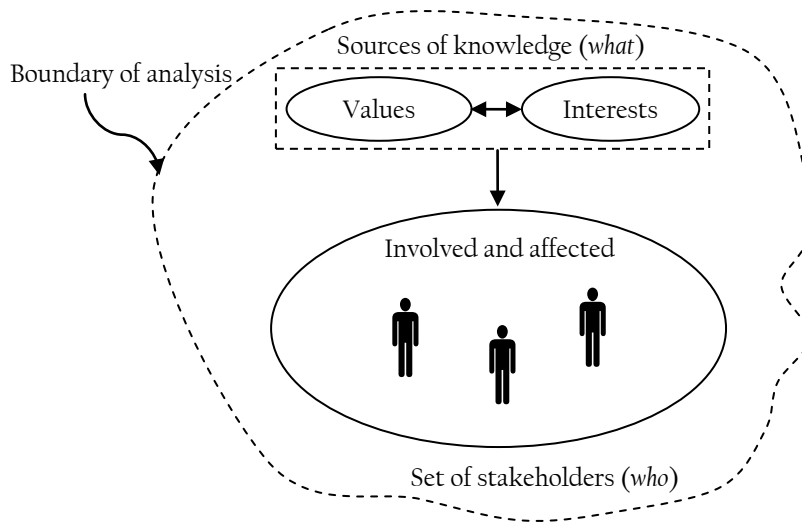 Sources of knowledge (what)
Boundary of analysis
Values
Interests
Involved and affected
Set of stakeholders (who)